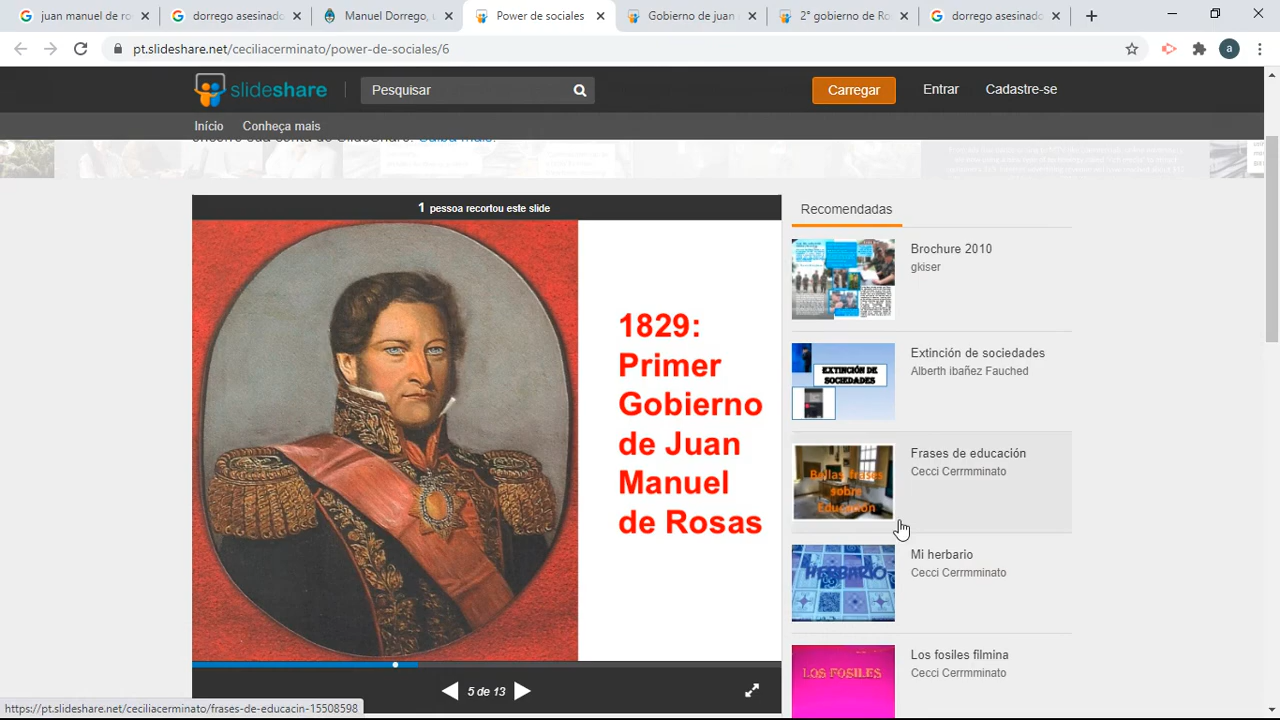 juan manuel de ro
dorrego asesinado
Manuel Dorrego, u
Power de sociales
Gobierno de juan m
2° gobierno de Ro
dorrego asesinado
pt.slideshare.net/ceciliacerminato/power-de-sociales/6
a
slideshare
Pesquisar
Carregar
Entrar
Cadastre-se
Início
Conheça mais
1 pessoa recortou este slide
1829:
Primer
Gobierno
de Juan
Manuel
de Rosas
5 de 13
Recomendadas
Brochure 2010
gkiser
EXTINCIÓN DE
SOCIEDADES
Extinción de sociedades
Alberth ibañez Fauched
Bellas frases
sobre
Educación
Frases de educación
Cecci Cerrmminato
HERBARIO
Mi herbario
Cecci Cerrmminato
LOS FOSILES
Los fosiles filmina
Cecci Cerrmminato
https://pt.slideshare.net/ceciliacerminato/frases-de-educacin-15508598